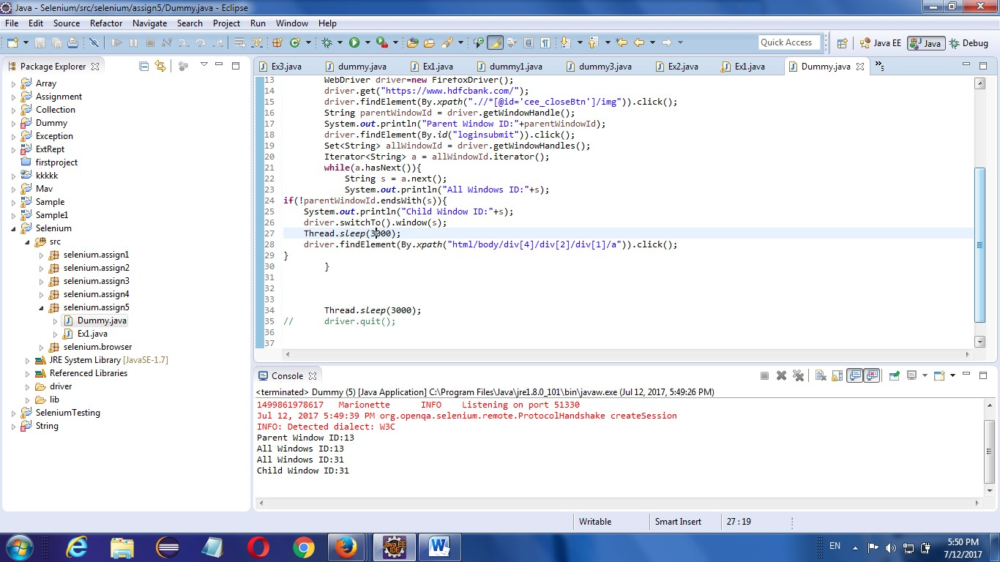 Java - Selenium/src/selenium/assign5/Dummy.java - Eclipse
File Edit Source Refactor Navigate Search Project Run Window Help
Quick Access Java EE Java Debug
Package Explorer
Array
Assignment
Collection
Dummy
Exception
ExtRept
firstproject
kkkkk
Mav
Sample
Sample1
Selenium
src
selenium.assign1
selenium.assign2
selenium.assign3
selenium.assign4
selenium.assign5
Dummy.java
Ex1.java
selenium.browser
JRE System Library [JavaSE-1.7]
Referenced Libraries
driver
lib
SeleniumTesting
String
Ex3.java dummy.java Ex1.java dummy1.java dummy3.java Ex2.java Ex1.java Dummy.java »5
13 WebDriver driver=new FirefoxDriver();
14 driver.get("https://www.hdfcbank.com/");
15 driver.findElement(By.xpath(".//*[@id='cee_closeBtn']/img")).click();
16 String parentWindowId = driver.getWindowHandle();
17 System.out.println("Parent Window ID:"+parentWindowId);
18 driver.findElement(By.id("loginsubmit")).click();
19 Set<String> allWindowId = driver.getWindowHandles();
20 Iterator<String> a = allWindowId.iterator();
21 while(a.hasNext()){
22 String s = a.next();
23 System.out.println("All Windows ID:"+s);
24 if(!parentWindowId.endsWith(s)){
25 System.out.println("Child Window ID:"+s);
26 driver.switchTo().window(s);
27 Thread.sleep(3000);
28 driver.findElement(By.xpath("html/body/div[4]/div[2]/div[1]/a")).click();
29 }
30 }
31
32
33
34 Thread.sleep(3000);
35 // driver.quit();
36
37
Console
<terminated> Dummy (5) [Java Application] C:\Program Files\Java\jre1.8.0_101\bin\javaw.exe (Jul 12, 2017, 5:49:26 PM)
1499861978617 Marionette INFO Listening on port 51330
Jul 12, 2017 5:49:39 PM org.openqa.selenium.remote.ProtocolHandshake createSession
INFO: Detected dialect: W3C
Parent Window ID:13
All Windows ID:13
All Windows ID:31
Child Window ID:31
Writable Smart Insert 27 : 19
Java EE IDE
EN
5:50 PM
7/12/2017